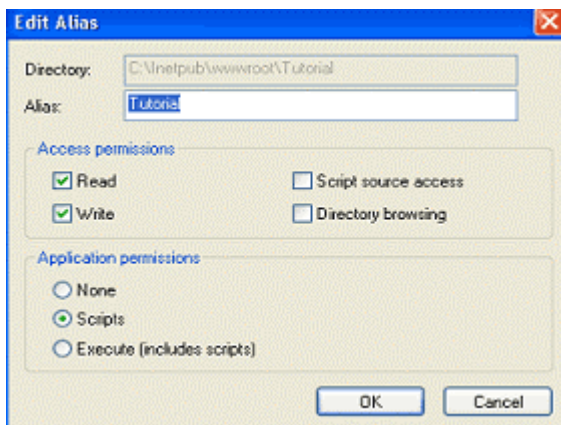 Edit Alias
Directory: C:\Inetpub\wwwroot\Tutorial
Alias: Tutorial
Access permissions
Read Script source access
Write Directory browsing
Application permissions
None
Scripts
Execute (includes scripts)
OK Cancel